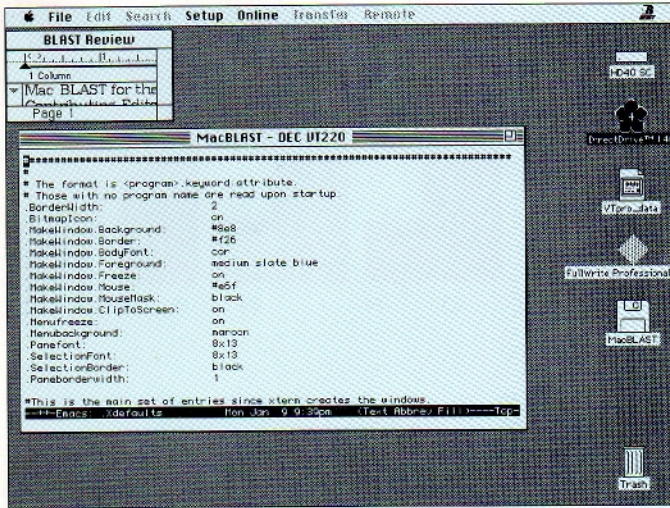 File Edit Search Setup Online Transfer Remote
BLAST Review
1 Column
Mac BLAST for the
Contributing Edito
Page 1
HD40 SC
VTpro_data
FullWrite Professional
MacBLAST
Trash
MacBLAST - DEC VT220
#
# The format is <program>.keyword:attribute.
# Those with no program name are read upon startup.
.BorderWidth: 2
.BitmapIcon: on
.MakeWindow.Background: #8e8
.MakeWindow.Border: #f26
.MakeWindow.BodyFont: cor
.MakeWindow.Foreground: medium slate blue
.MakeWindow.Freeze on
.MakeWindow.Mouse: #e5f
.MakeWindow.MouseMask: black
.MakeWindow.ClipToScreen: on
.Menufreeze: on
.Menubackground: maroon
.Panefont: 8x13
.SelectionFont: 8x13
.SelectionBorder: black
.Paneborderwidth: 1
#This is the main set of entries since xterm creates the windows.
Emacs: .Xdefaults Mon Jan 9 9:39pm (Text Abbrev Fill)----Top-